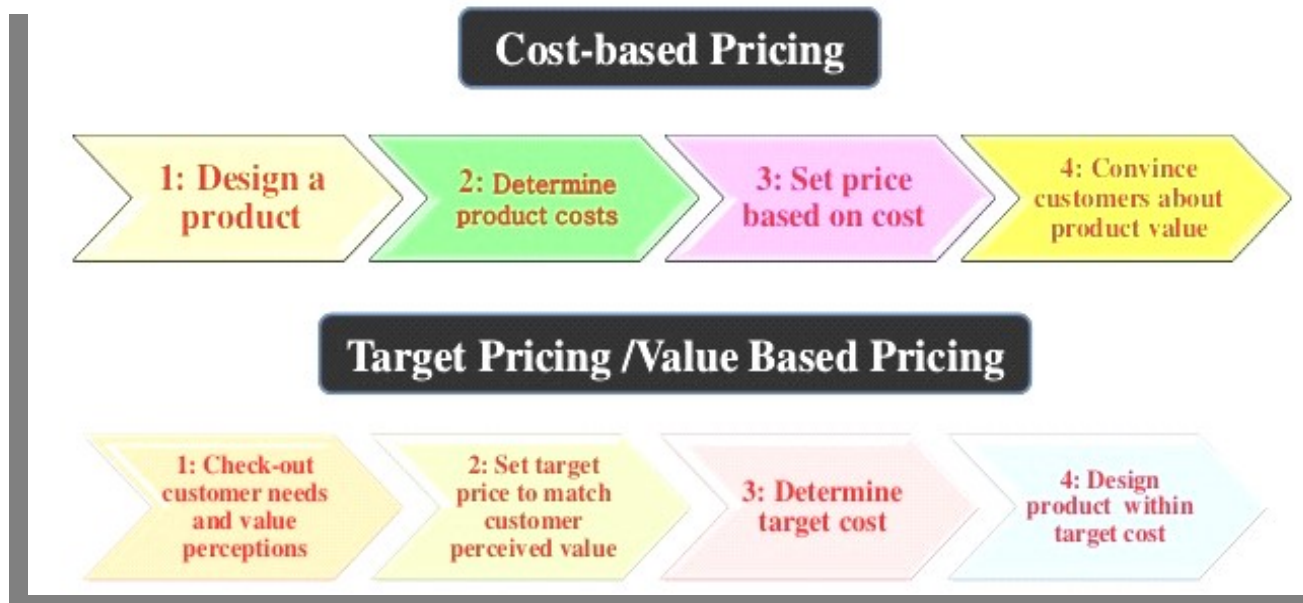 Cost-based Pricing
1: Design a
product
2: Determine
product costs
3: Set price
based on cost
4: Convince
customers about
product value
Target Pricing /Value Based Pricing
1: Check-out
customer needs
and value
perceptions
2: Set target
price to match
customer
perceived value
3: Determine
target cost
4: Design
product within
target cost